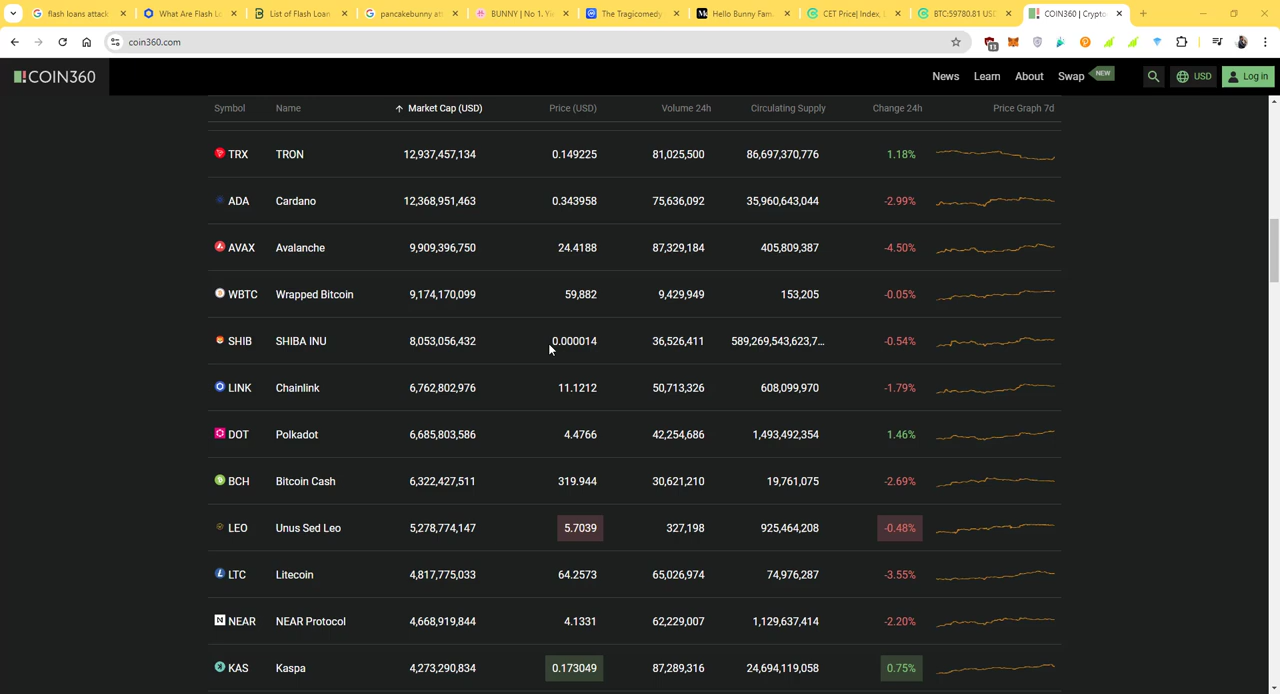 flash loans attack
What Are Flash Lo
List of Flash Loan
pancakebunny att
BUNNY | No 1. Yie
The Tragicomedy
Hello Bunny Fam.
CET Price| Index, L
BTC:59780.81 USD
COIN360 | Crypto
coin360.com
13
COIN360
News Learn About Swap NEW USD Log in
Symbol Name Market Cap (USD) Price (USD) Volume 24h Circulating Supply Change 24h Price Graph 7d
TRX TRON 12,937,457,134 0.149225 81,025,500 86,697,370,776 1.18%
ADA Cardano 12,368,951,463 0.343958 75,636,092 35,960,643,044 -2.99%
AVAX Avalanche 9,909,396,750 24.4188 87,329,184 405,809,387 -4.50%
WBTC Wrapped Bitcoin 9,174,170,099 59,882 9,429,949 153,205 -0.05%
SHIB SHIBA INU 8,053,056,432 0.000014 36,526,411 589,269,543,623,7... -0.54%
LINK Chainlink 6,762,802,976 11.1212 50,713,326 608,099,970 -1.79%
DOT Polkadot 6,685,803,586 4.4766 42,254,686 1,493,492,354 1.46%
BCH Bitcoin Cash 6,322,427,511 319.944 30,621,210 19,761,075 -2.69%
LEO Unus Sed Leo 5,278,774,147 5.7039 327,198 925,464,208 -0.48%
LTC Litecoin 4,817,775,033 64.2573 65,026,974 74,976,287 -3.55%
NEAR NEAR Protocol 4,668,919,844 4.1331 62,229,007 1,129,637,414 -2.20%
KAS Kaspa 4,273,290,834 0.173049 87,289,316 24,694,119,058 0.75%